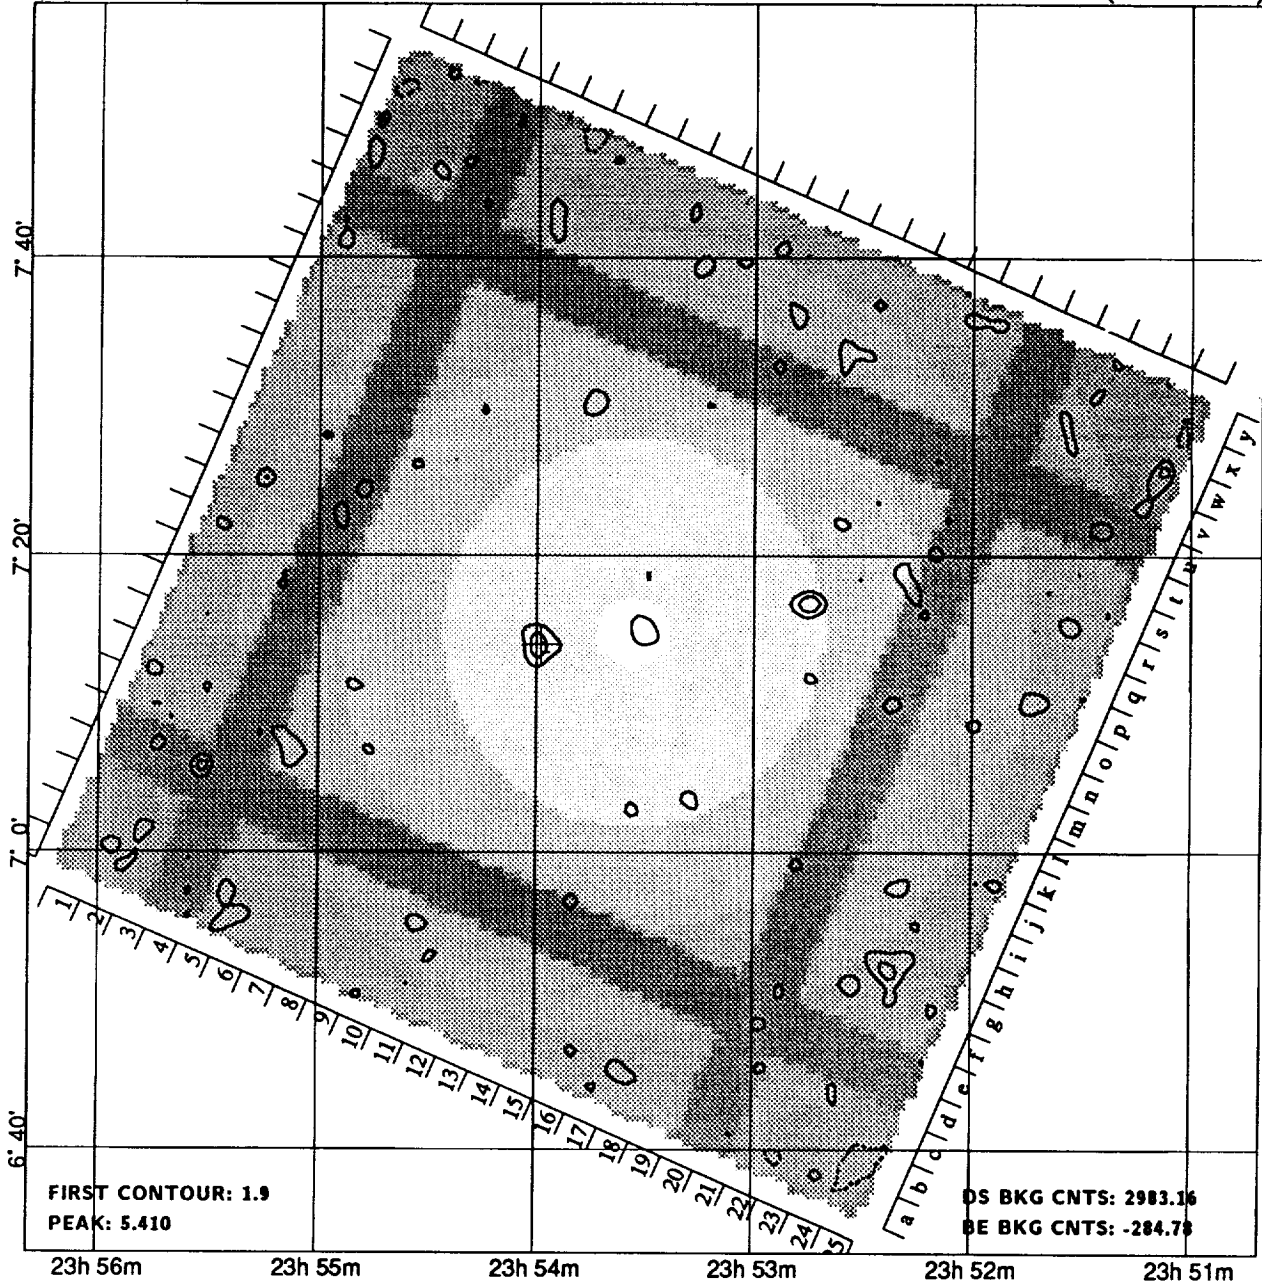 7° 40'
7° 20'
7° 0'
6° 40'
1 2 3 4 5 6 7 8 9 10 11 12 13 14 15 16 17 18 19 20 21 22 23 24 25
a b c d e f g h i j k l m n o p q r s t u v w x y
FIRST CONTOUR: 1.9
PEAK: 5.410
DS BKG CNTS: 2983.16
BE BKG CNTS: -284.78
23h 56m 23h 55m 23h 54m 23h 53m 23h 52m 23h 51m